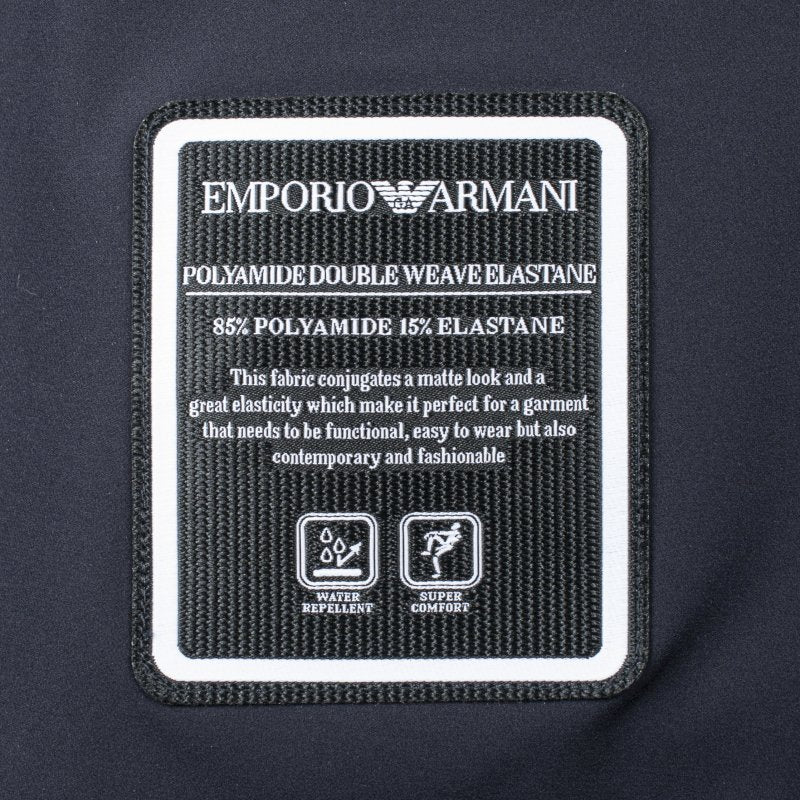 EMPORIO GA ARMANI
POLYAMIDE DOUBLE WEAVE ELASTANE
85% POLYAMIDE 15% ELASTANE
This fabric conjugates a matte look and a
great elasticity which make it perfect for a garment
that needs to be functional, easy to wear but also
contemporary and fashionable
WATER SUPER
REPELLENT COMFORT